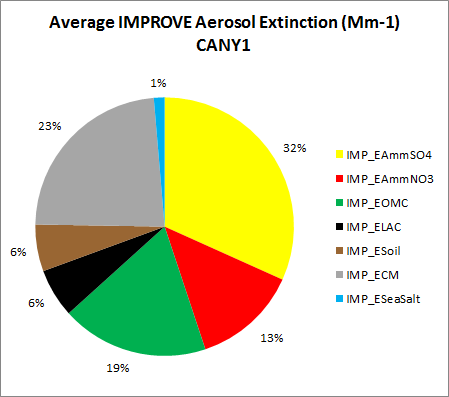 Average IMPROVE Aerosol Extinction (Mm-1)
CANY1
1%
32%
23%
6%
6%
19%
13%
IMP_EAmmSO4
IMP_EAmmNO3
IMP_EOMC
IMP_ELAC
IMP_ESoil
IMP_ECM
IMP_ESeaSalt